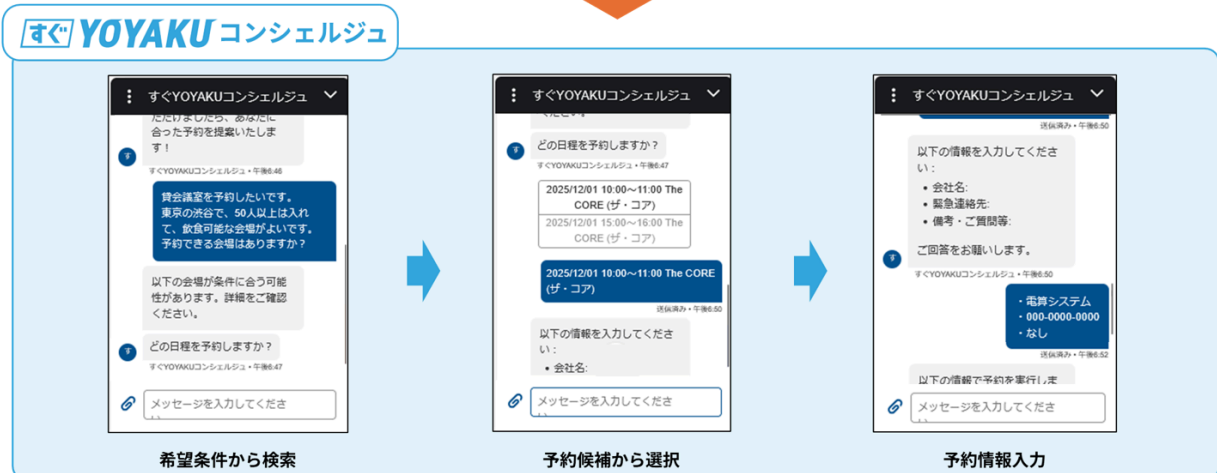 すぐ YOYAKU コンシェルジュ
すぐYOYAKUコンシェルジュ
ただけましたら、あなたに
合った予約を提案いたしま
す!
す
すぐYOYAKUコンシェルジュ・午後6:46
貸会議室を予約したいです。
東京の渋谷で、50人以上は入れ
て、飲食可能な会場がよいです。
予約できる会場はありますか?
以下の会場が条件に合う可能
性があります。詳細をご確認
ください。
どの日程を予約しますか?
す
すぐYOYAKUコンシェルジュ・午後6:47
メッセージを入力してくださ
希望条件から検索
すぐYOYAKUコンシェルジュ
ください。
どの日程を予約しますか?
す
すぐYOYAKUコンシェルジュ・午後6:47
2025/12/01 10:00～11:00 The
CORE (ザ・コア)
2025/12/01 15:00～16:00 The
CORE (ザ・コア)
2025/12/01 10:00～11:00 The CORE
(ザ・コア)
送信済み・午後6:50
以下の情報を入力してくださ
い:
• 会社名:
メッセージを入力してくださ
予約候補から選択
すぐYOYAKUコンシェルジュ
送信済み・午後6:50
以下の情報を入力してくださ
い:
• 会社名:
• 緊急連絡先:
• 備考・ご質問等:
ご回答をお願いします。
す
すぐYOYAKUコンシェルジュ・午後6:50
・電算システム
・000-0000-0000
・なし
送信済み・午後6:52
以下の情報で予約を実行しま
メッセージを入力してくださ
予約情報入力